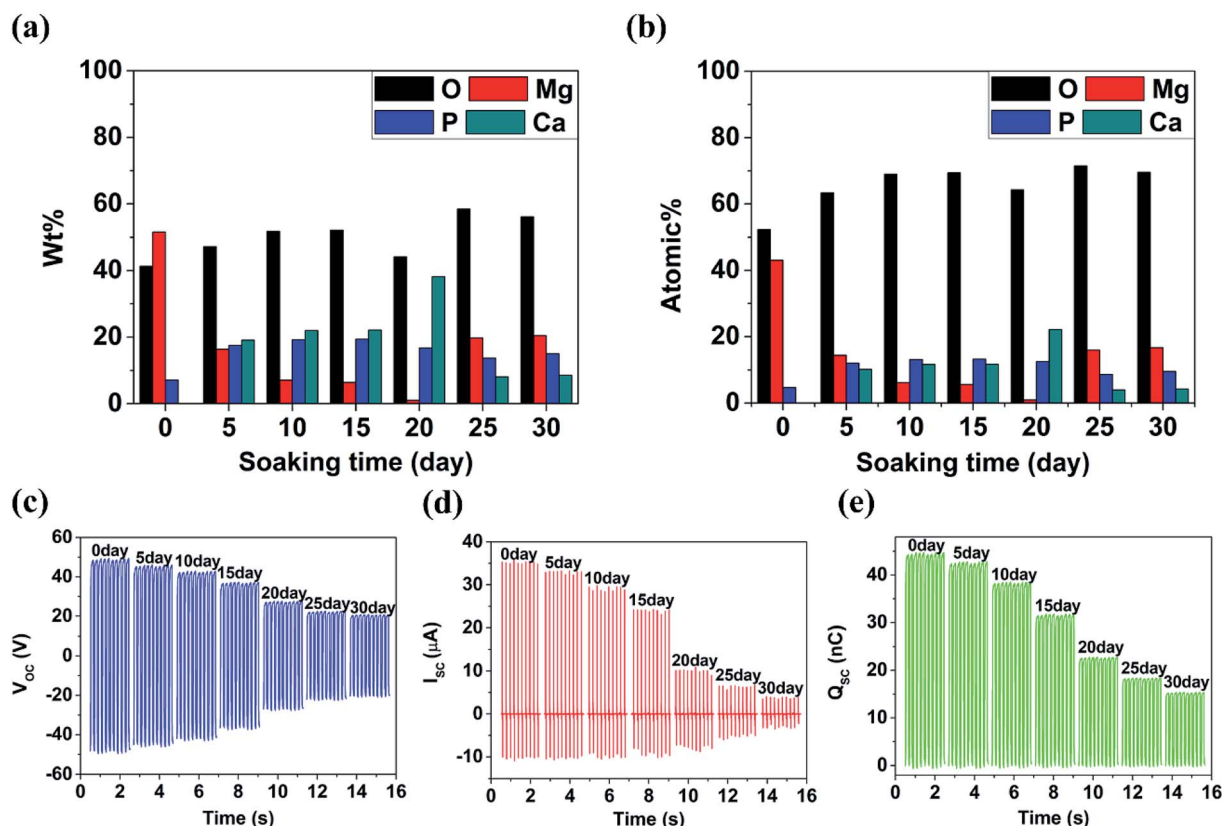 (a)
100
80
60
40
20
0
Wt%
O Mg
P Ca
0 5 10 15 20 25 30
Soaking time (day)
(b)
100
80
60
40
20
0
Atomic%
O Mg
P Ca
0 5 10 15 20 25 30
Soaking time (day)
(c)
60
40
20
0
-20
-40
-60
V_OC (V)
0day 5day 10day 15day 20day 25day 30day
0 2 4 6 8 10 12 14 16
Time (s)
(d)
40
30
20
10
0
-10
I_SC (μA)
0day 5day 10day 15day 20day 25day 30day
0 2 4 6 8 10 12 14 16
Time (s)
(e)
40
30
20
10
0
Q_SC (nC)
0day 5day 10day 15day 20day 25day 30day
0 2 4 6 8 10 12 14 16
Time (s)